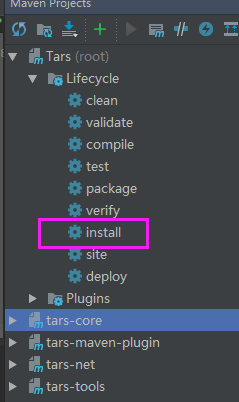 Maven Projects
Tars (root)
Lifecycle
clean
validate
compile
test
package
verify
install
site
deploy
Plugins
tars-core
tars-maven-plugin
tars-net
tars-tools